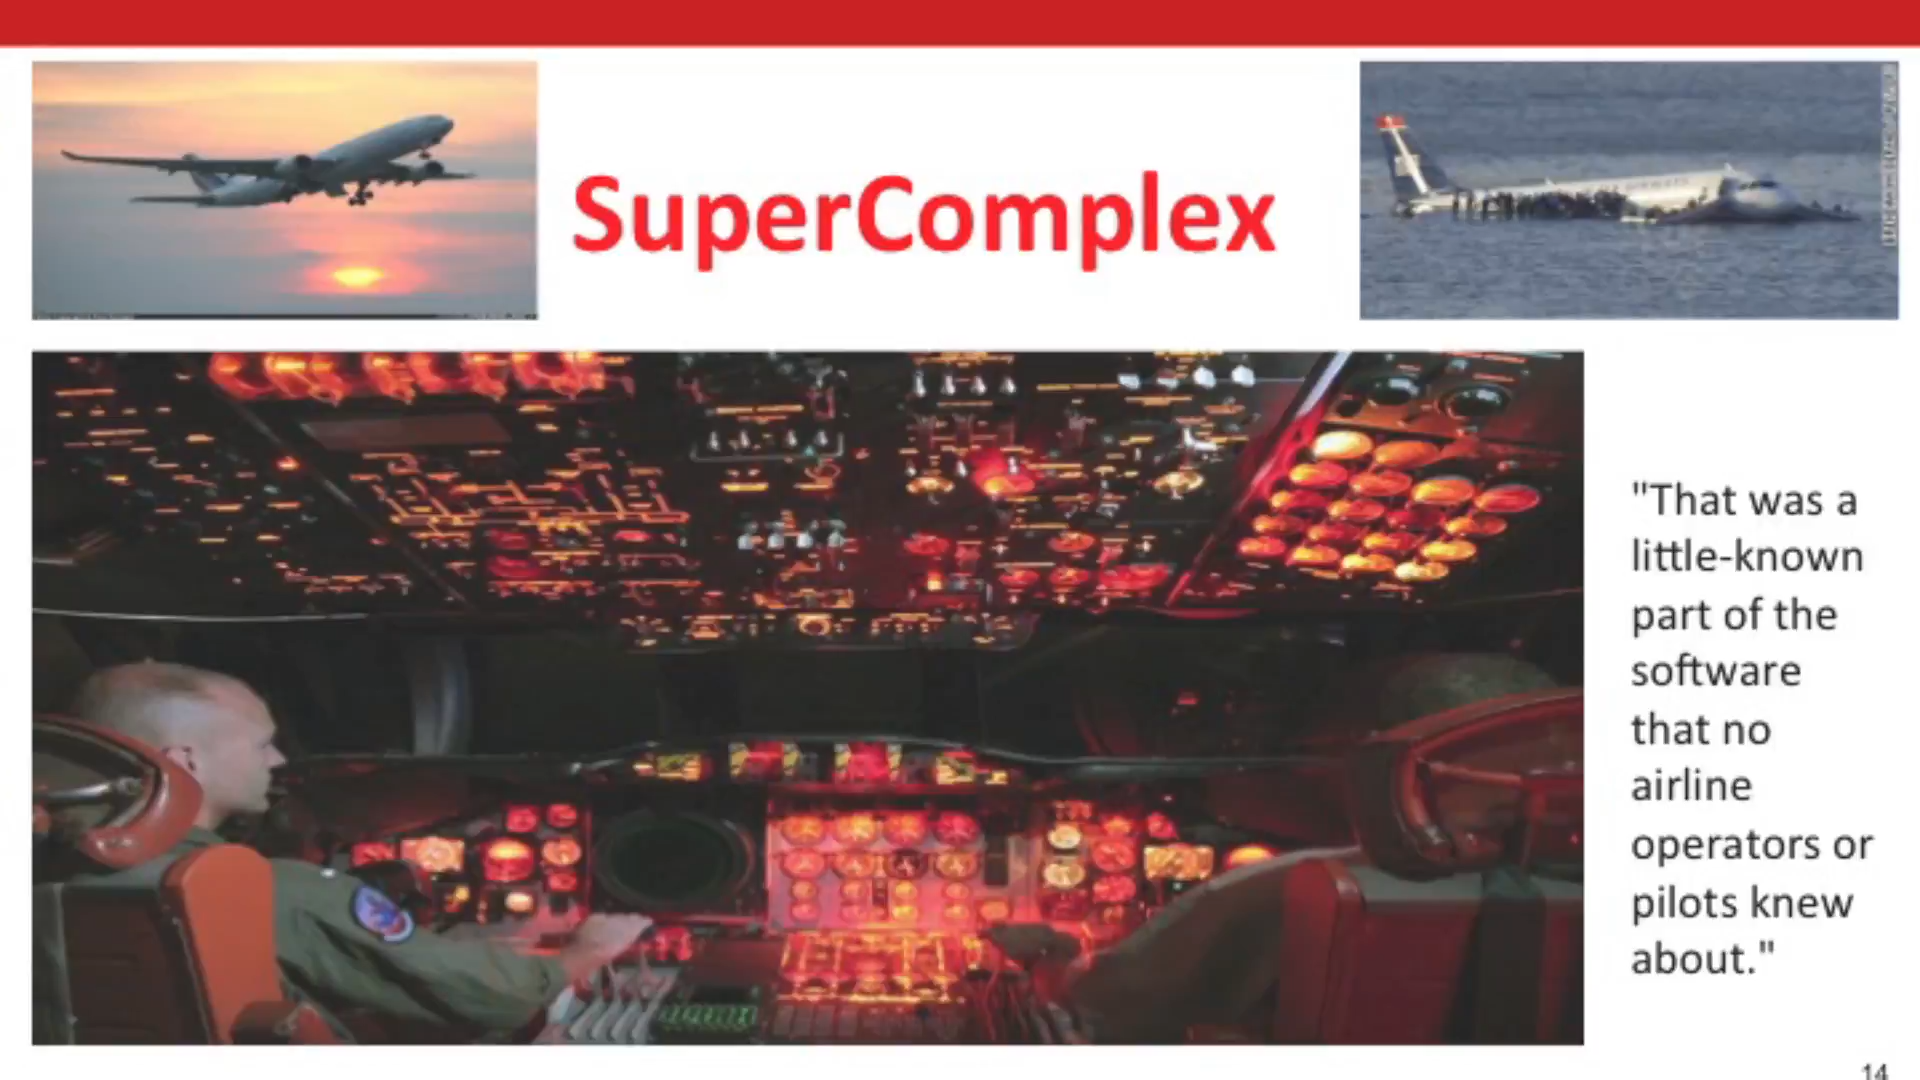 SuperComplex
"That was a
little-known
part of the
software
that no
airline
operators or
pilots knew
about."
14